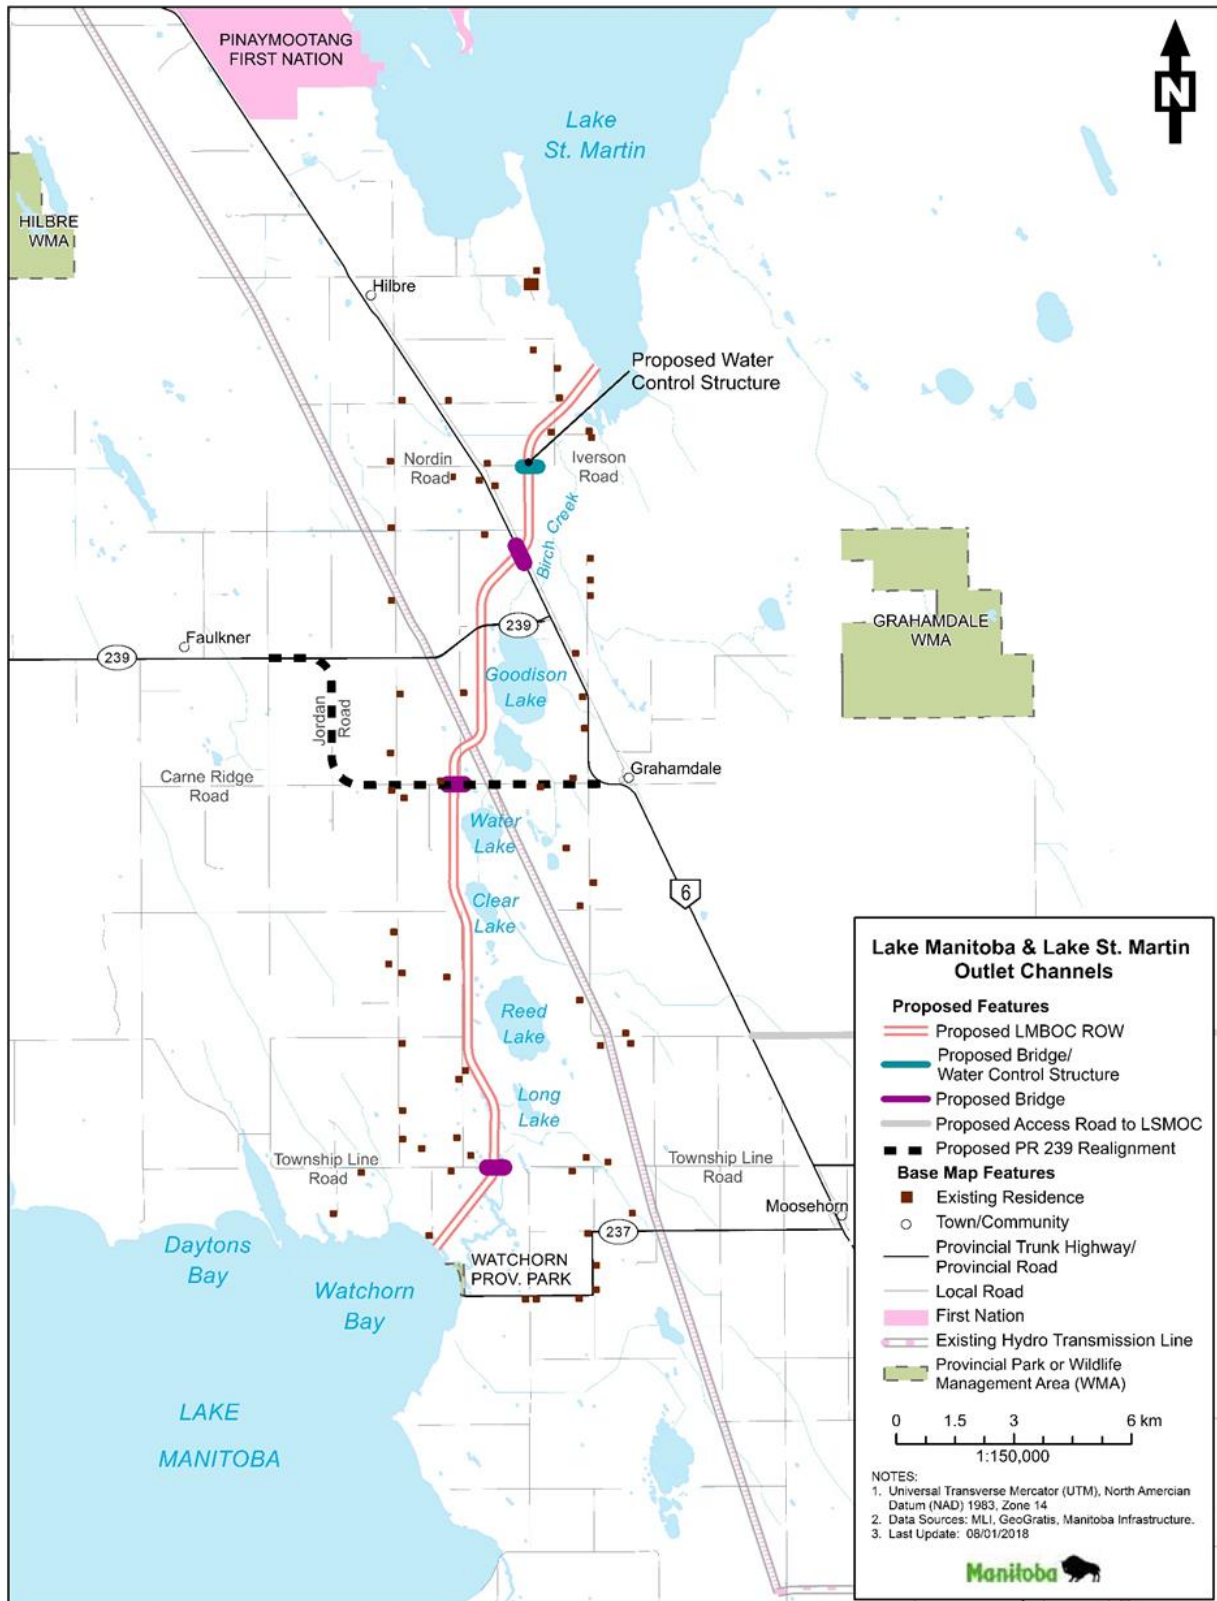 PINAYMOOTANG
FIRST NATION
N
Lake
St. Martin
HILBRE
WMA
Hilbre
Proposed Water
Control Structure
Nordin
Road
Iverson
Road
Birch Creek
GRAHAMDALE
WMA
Faulkner
239
239
Goodison
Lake
Jordan
Road
Carne Ridge
Road
Grahamdale
Water
Lake
6
Clear
Lake
Reed
Lake
Long
Lake
Township Line
Road
Township Line
Road
Moosehorn
237
Daytons
Bay
Watchorn
Bay
WATCHORN
PROV. PARK
LAKE
MANITOBA
Lake Manitoba & Lake St. Martin
Outlet Channels
Proposed Features
Proposed LMBOC ROW
Proposed Bridge/
Water Control Structure
Proposed Bridge
Proposed Access Road to LSMOC
Proposed PR 239 Realignment
Base Map Features
Existing Residence
Town/Community
Provincial Trunk Highway/
Provincial Road
Local Road
First Nation
Existing Hydro Transmission Line
Provincial Park or Wildlife
Management Area (WMA)
0 1.5 3 6 km
1:150,000
NOTES:
1. Universal Transverse Mercator (UTM), North Amercian
Datum (NAD) 1983, Zone 14
2. Data Sources: MLI, GeoGratis, Manitoba Infrastructure.
3. Last Update: 08/01/2018
Manitoba